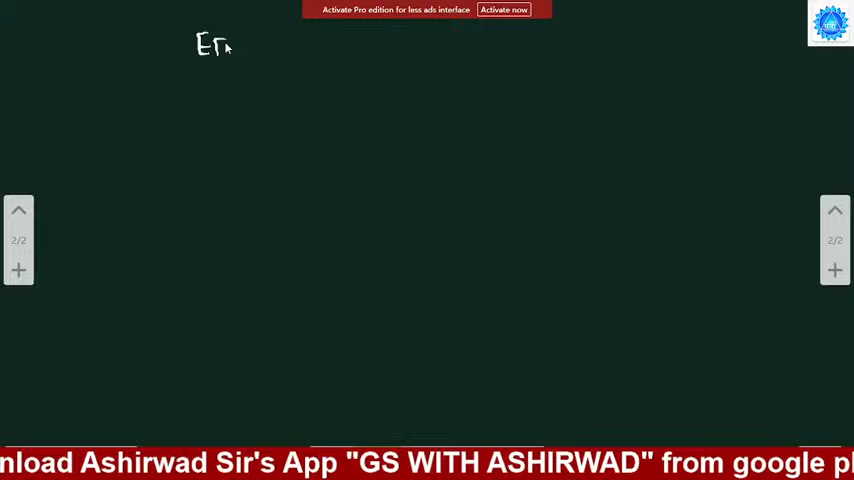 Activate Pro edition for less ads interface Activate now
Er
2/2 2/2
nload Ashirwad Sir's App "GS WITH ASHIRWAD" from google pl